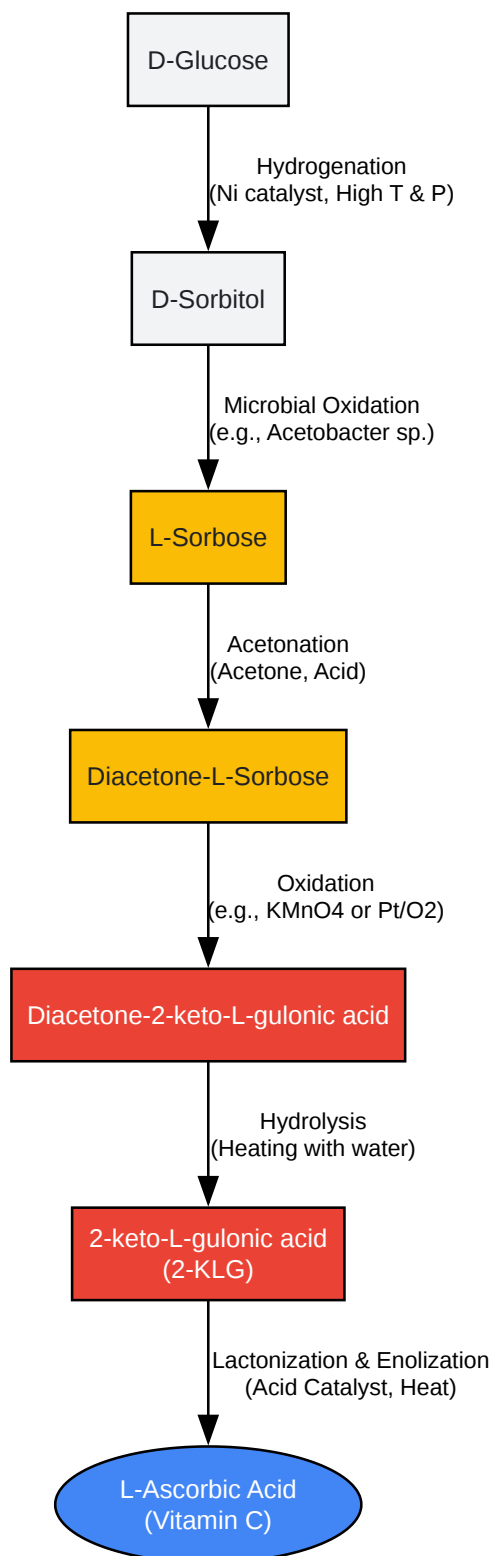 D-Glucose
Hydrogenation
(Ni catalyst, High T & P)
D-Sorbitol
Microbial Oxidation
(e.g., Acetobacter sp.)
L-Sorbose
Acetonation
(Acetone, Acid)
Diacetone-L-Sorbose
Oxidation
(e.g., KMnO4 or Pt/O2)
Diacetone-2-keto-L-gulonic acid
Hydrolysis
(Heating with water)
2-keto-L-gulonic acid
(2-KLG)
Lactonization & Enolization
(Acid Catalyst, Heat)
L-Ascorbic Acid
(Vitamin C)